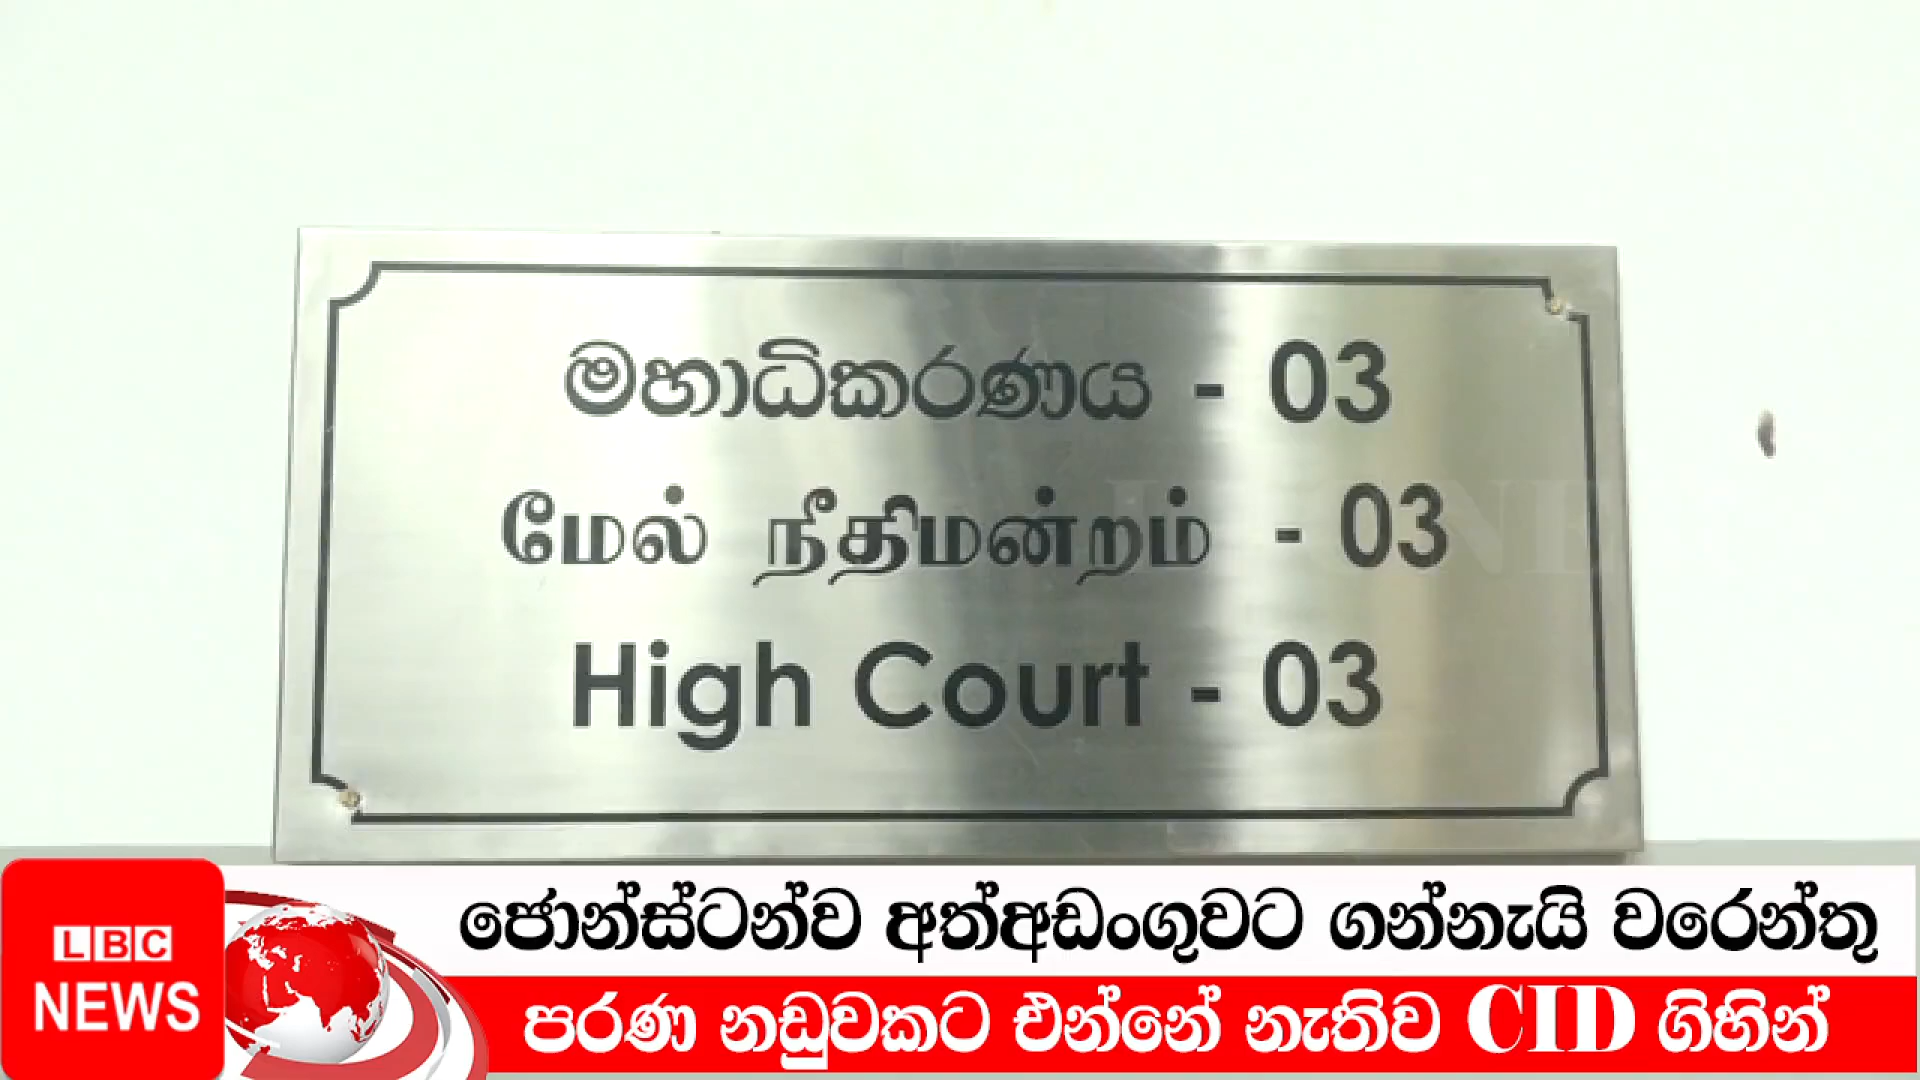 මහාධිකරණය - 03
மேல் நீதிமன்றம் - 03
High Court - 03
ජොන්ස්ටන්ව අත්අඩංගුවට ගන්නැයි වරෙන්තු
LBC
NEWS
පරණ නඩුවකට එන්නේ නැතිව CID ගිහින්